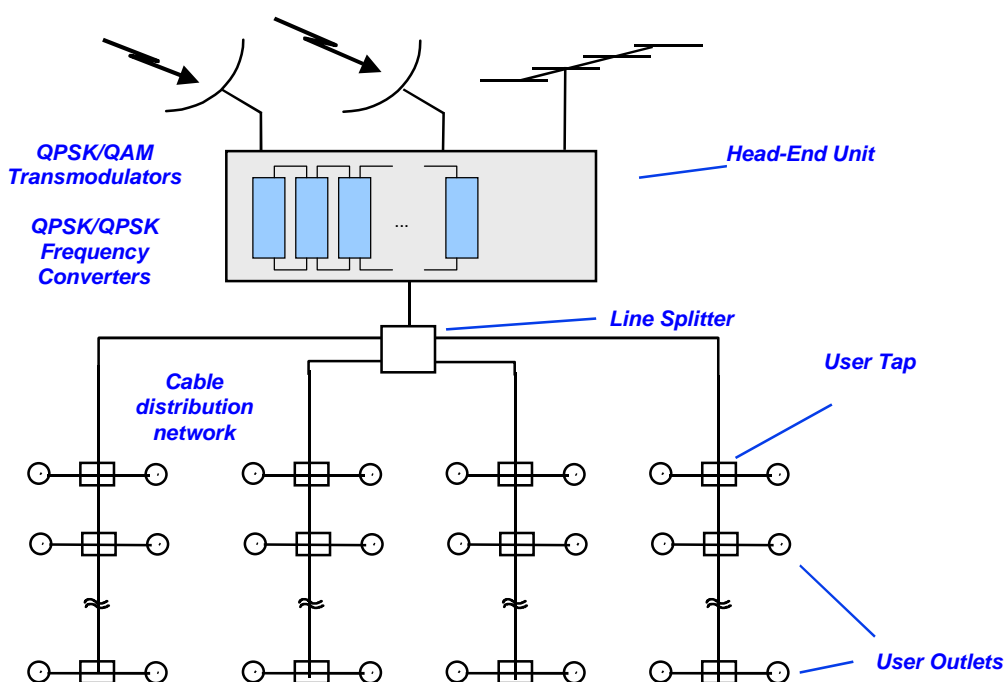 QPSK/QAM
Transmodulators
QPSK/QPSK
Frequency
Converters
Head-End Unit
...
Line Splitter
User Tap
Cable
distribution
network
User Outlets